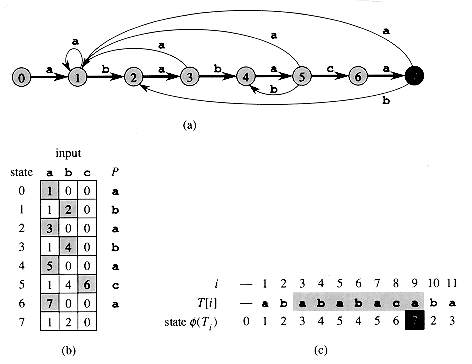 a
a
a
a
0 a 1 b 2 a 3 b 4 a 5 c 6 a 7
b
b
(a)
input
state a b c P
0 1 0 0 a
1 1 2 0 b
2 3 0 0 a
3 1 4 0 b
4 5 0 0 a
5 1 4 6 c
6 7 0 0 a
7 1 2 0
(b)
i — 1 2 3 4 5 6 7 8 9 10 11
T[i] — a b a b a b a c a b a
state ϕ(Ti) 0 1 2 3 4 5 4 5 6 7 2 3
(c)